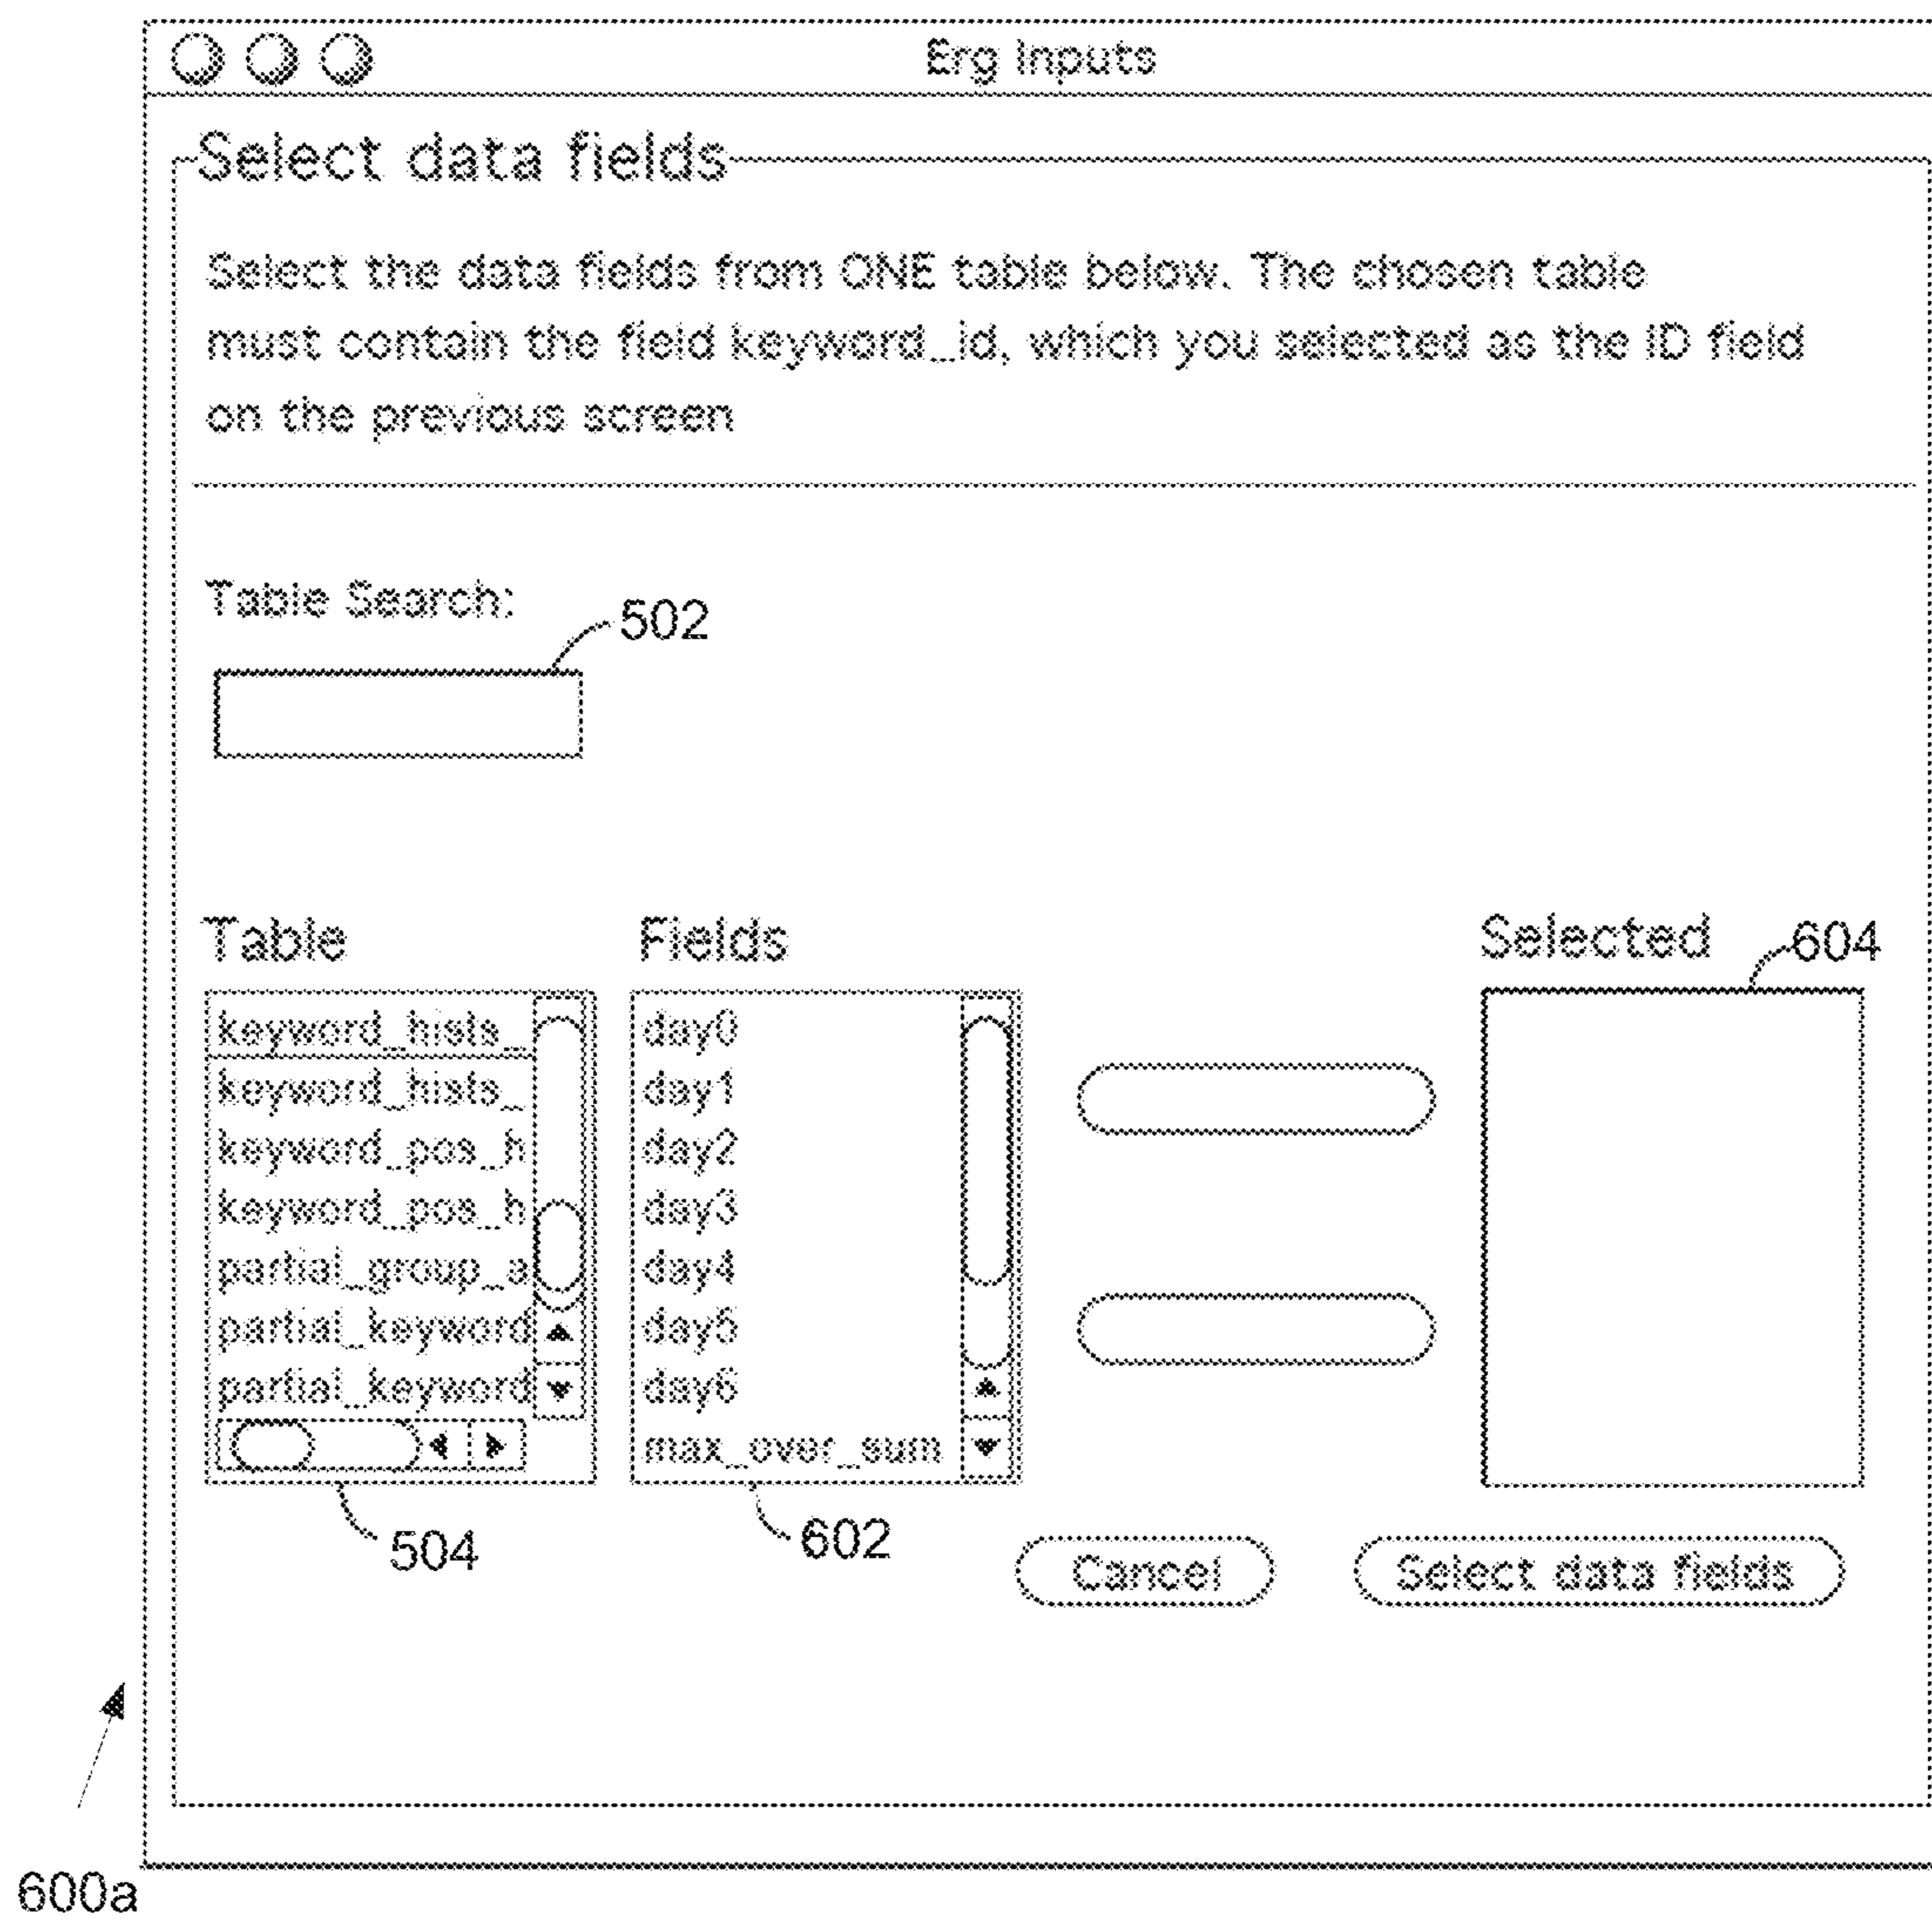 Erg Inputs
Select data fields
Select the data fields from ONE table below. The chosen table
must contain the field keyword_id, which you selected as the ID field
on the previous screen
Table Search:
502
Table
Fields
Selected
604
keyword_hists_
keyword_hists_
keyword_pos_h
keyword_pos_h
partial_group_a
partial_keyword
partial_keyword
day0
day1
day2
day3
day4
day5
day6
max_over_sum
504
602
Cancel
Select data fields
600a